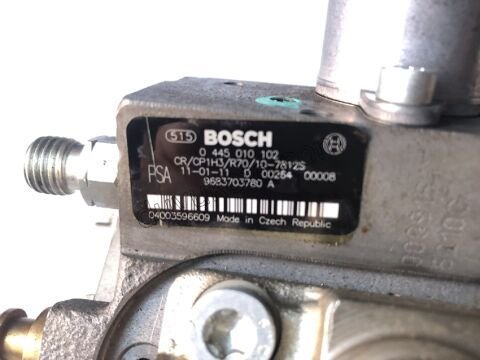 515 BOSCH
0 445 010 102
CR/CP1H3/R70/10-7812S
PSA 11-01-11 D 00254 00008
9683703780 A
04003596609 Made in Czech Republic